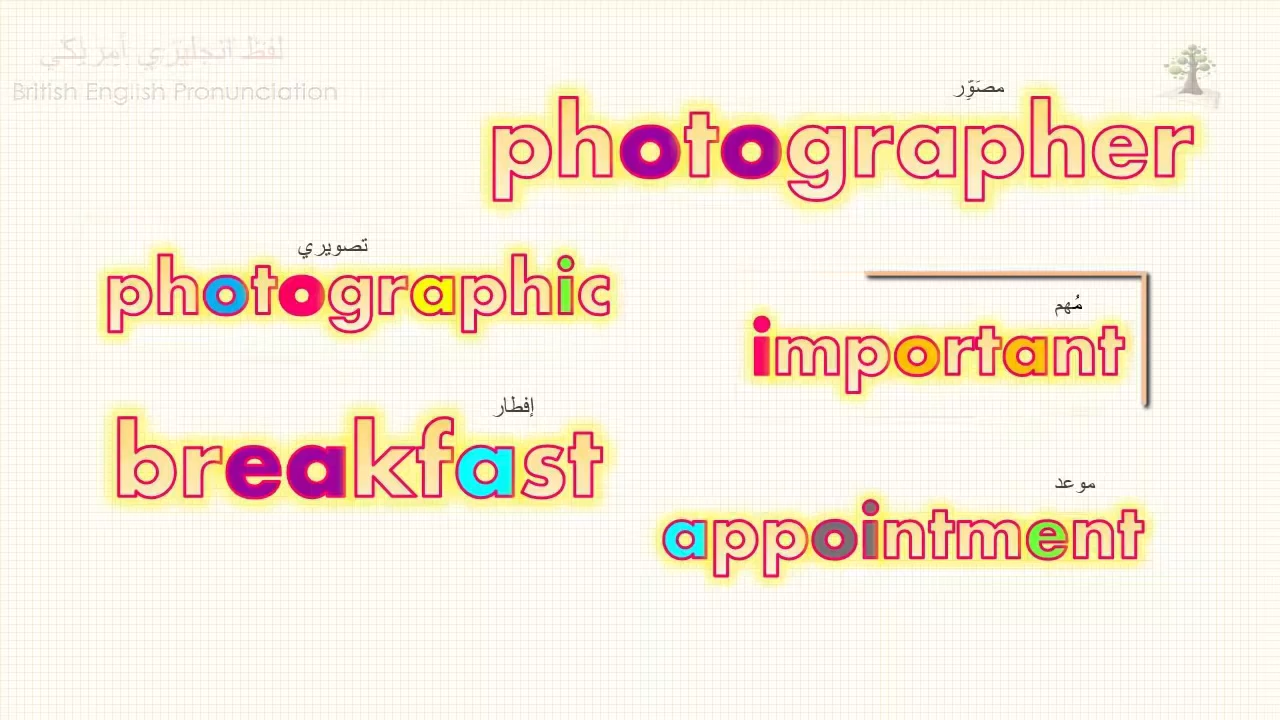 لفظ انجليزي أمريكي
British English Pronunciation
مصَوِّر
photographer
تصويري
photographic
مُهم
important
إفطار
breakfast
موعد
appointment